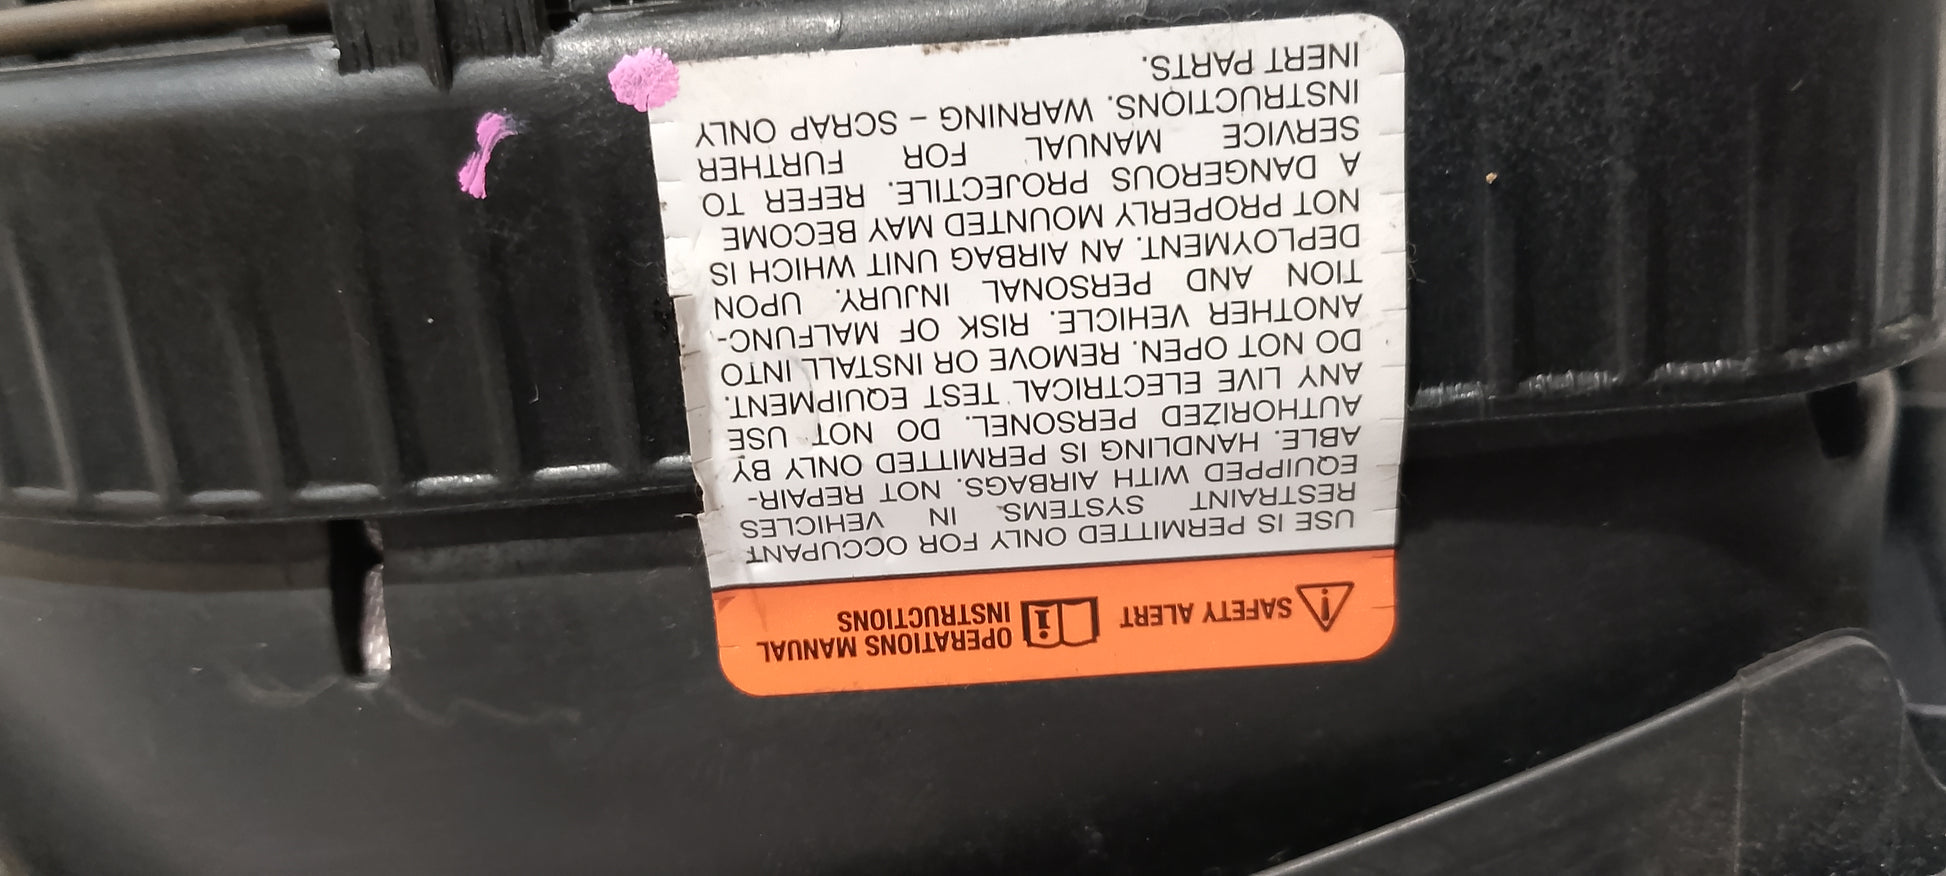 SAFETY ALERT
OPERATIONS MANUAL
INSTRUCTIONS
USE IS PERMITTED ONLY FOR OCCUPANT
RESTRAINT SYSTEMS IN VEHICLES
EQUIPPED WITH AIRBAGS. NOT REPAIR-
ABLE. HANDLING IS PERMITTED ONLY BY
AUTHORIZED PERSONEL. DO NOT USE
ANY LIVE ELECTRICAL TEST EQUIPMENT.
DO NOT OPEN. REMOVE OR INSTALL INTO
ANOTHER VEHICLE. RISK OF MALFUNC-
TION AND PERSONAL INJURY. UPON
DEPLOYMENT. AN AIRBAG UNIT WHICH IS
NOT PROPERLY MOUNTED MAY BECOME
A DANGEROUS PROJECTILE. REFER TO
SERVICE MANUAL FOR FURTHER
INSTRUCTIONS. WARNING – SCRAP ONLY
INERT PARTS.